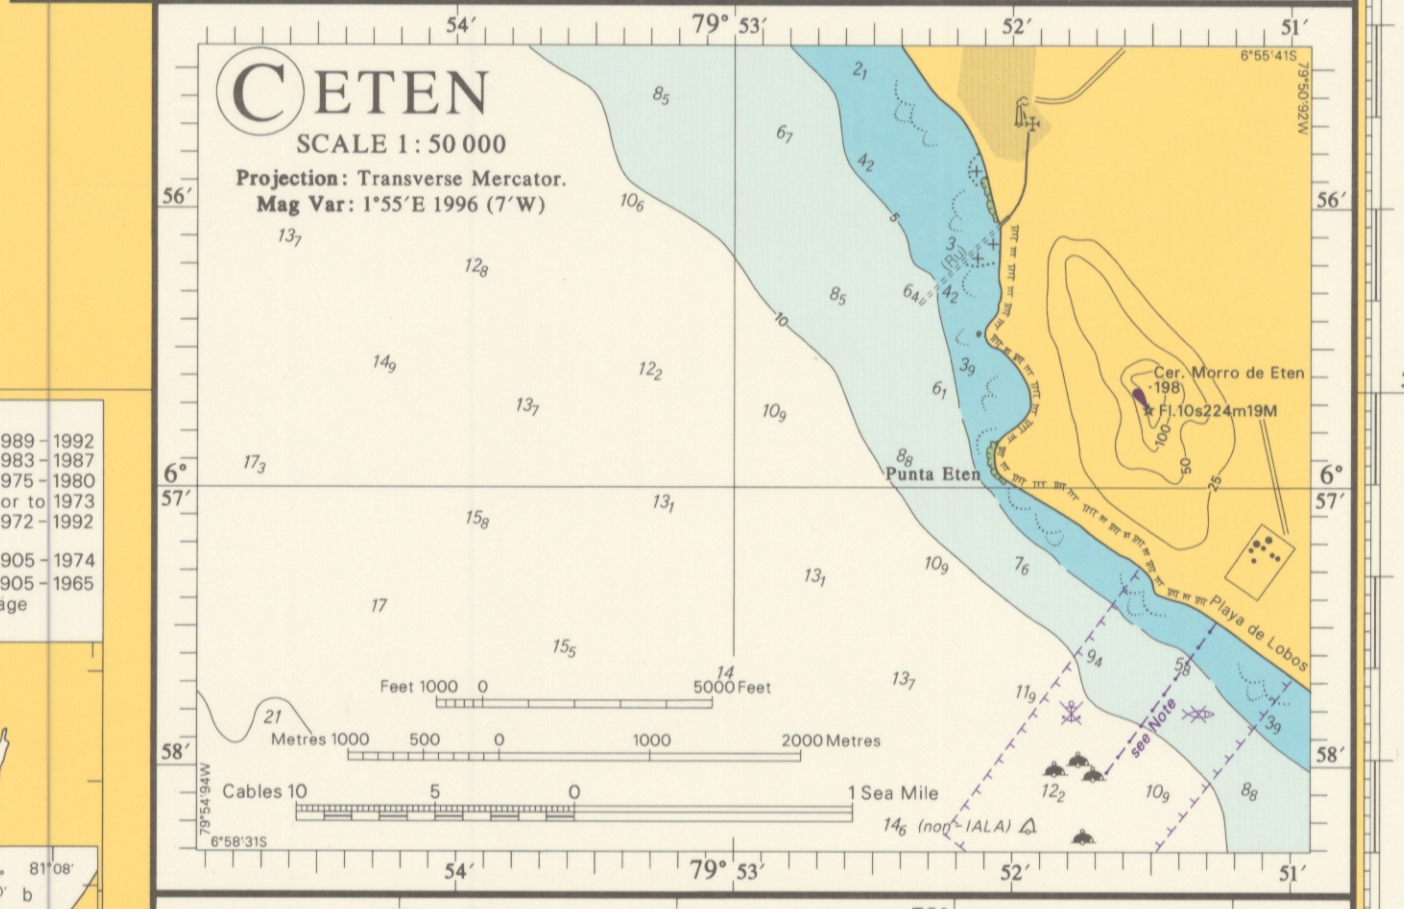 54′
79° 53′
52′
51′
C ETEN
SCALE 1 : 50 000
Projection: Transverse Mercator.
Mag Var: 1°55′E 1996 (7′W)
6°55′41S
79°50′92W
2₁
8₅
6₇
4₂
56′
56′
10₆
5
13₇
12₈
3
(Ru)
8₅
6₄
4₂
10
14₉
12₂
3₉
6₁
13₇
10₉
Cer. Morro de Eten
198
Fl.10s224m19M
100
50
25
17₃
8₈
Punta Eten
6°
57′
6°
57′
989 – 1992
983 – 1987
975 – 1980
or to 1973
972 – 1992
905 – 1974
905 – 1965
13₁
15₈
13₁
10₉
7₆
17
15₅
Playa de Lobos
14
13₇
11₉
9₄
5₈
3₉
see Note
Feet 1000 0 5000 Feet
21
Metres 1000 500 0 1000 2000 Metres
58′
58′
Cables 10 5 0 1 Sea Mile
12₂
10₉
8₈
14₆ (non-IALA)
79°54′94W
6°58′31S
54′
79° 53′
52′
51′
81°08′
b